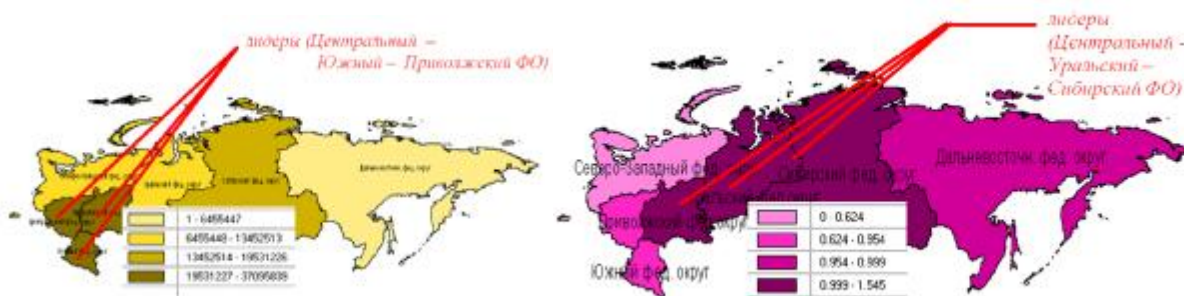 лидеры (Центральный –
Южный – Приволжский ФО)
1 - 6455447
6455448 - 13452513
13452514 - 19531226
19531227 - 37095839
лидеры
(Центральный –
Уральский –
Сибирский ФО)
Северо-Западный фед.
Дальневосточн. фед. округ
Сибирский фед.
Приволжский фед. округ
Южный фед. округ
0 0.624
0.624 - 0.954
0.954 - 0.999
0.999 - 1.545